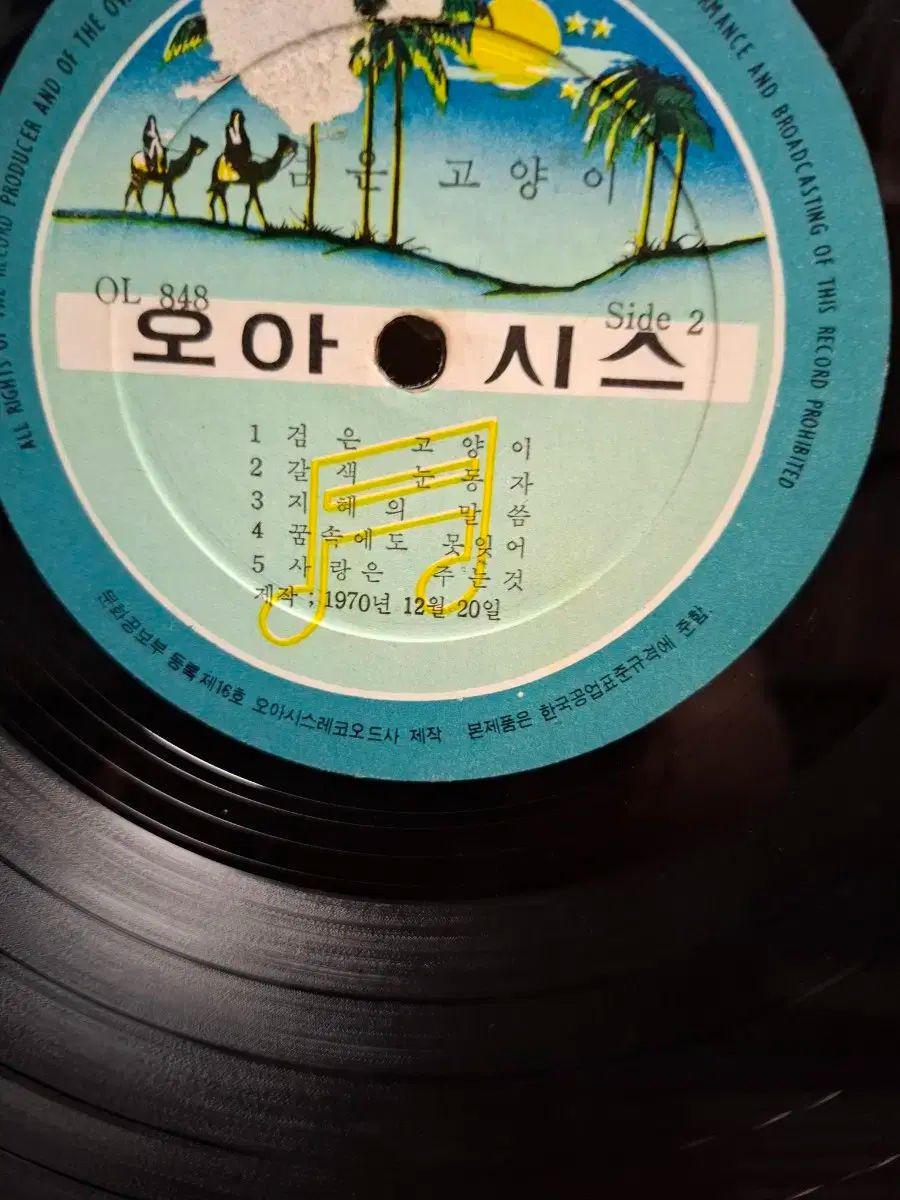 검은 고양이
OL 848
Side 2
오아시스
1 검은 고양이
2 갈색 눈동자
3 지혜의 말씀
4 꿈속에도 못잊어
5 사랑은 주는것
제작 ; 1970년 12월 20일
문화공보부 등록 제16호 오아시스레코오드사 제작 본제품은 한국공업표준규격에 준함
ALL RIGHTS OF THE RECORD PRODUCER AND OF THE
AND BROADCASTING OF THIS RECORD PROHIBITED